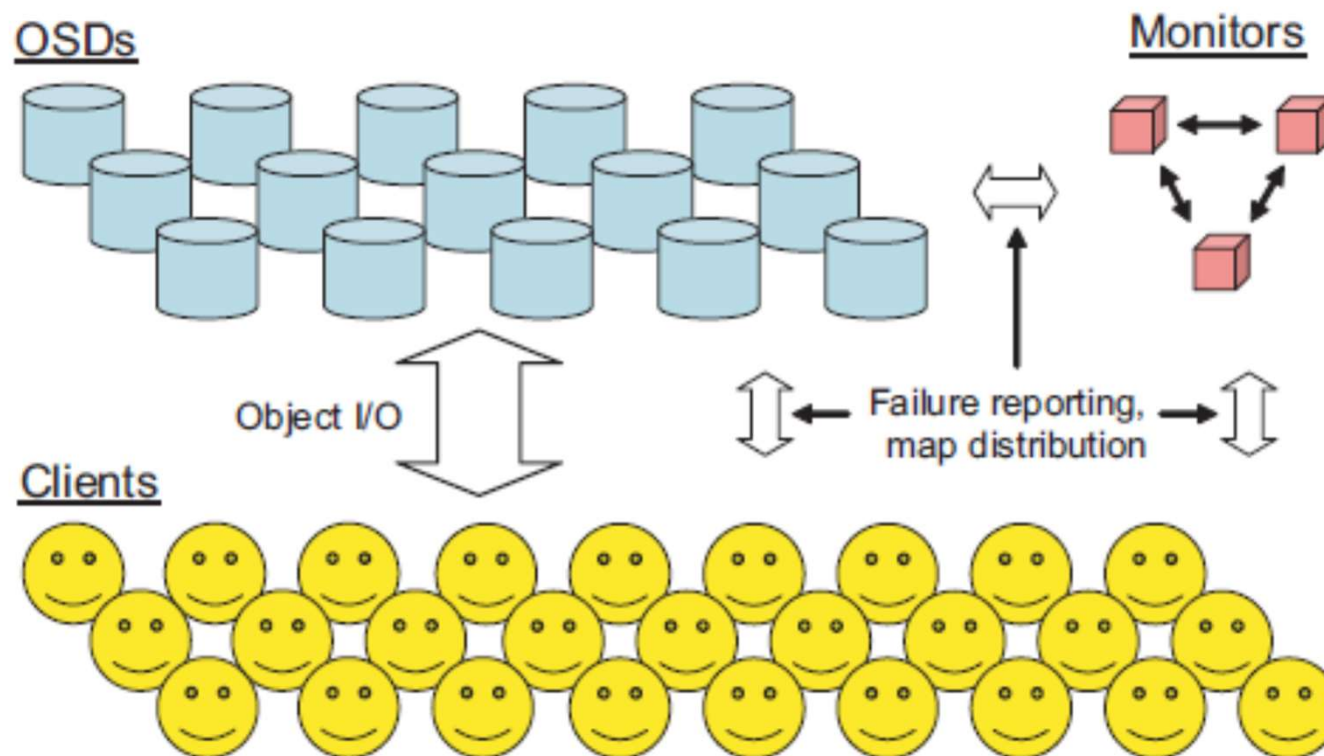 OSDs
Monitors
Object I/O
Failure reporting,
map distribution
Clients